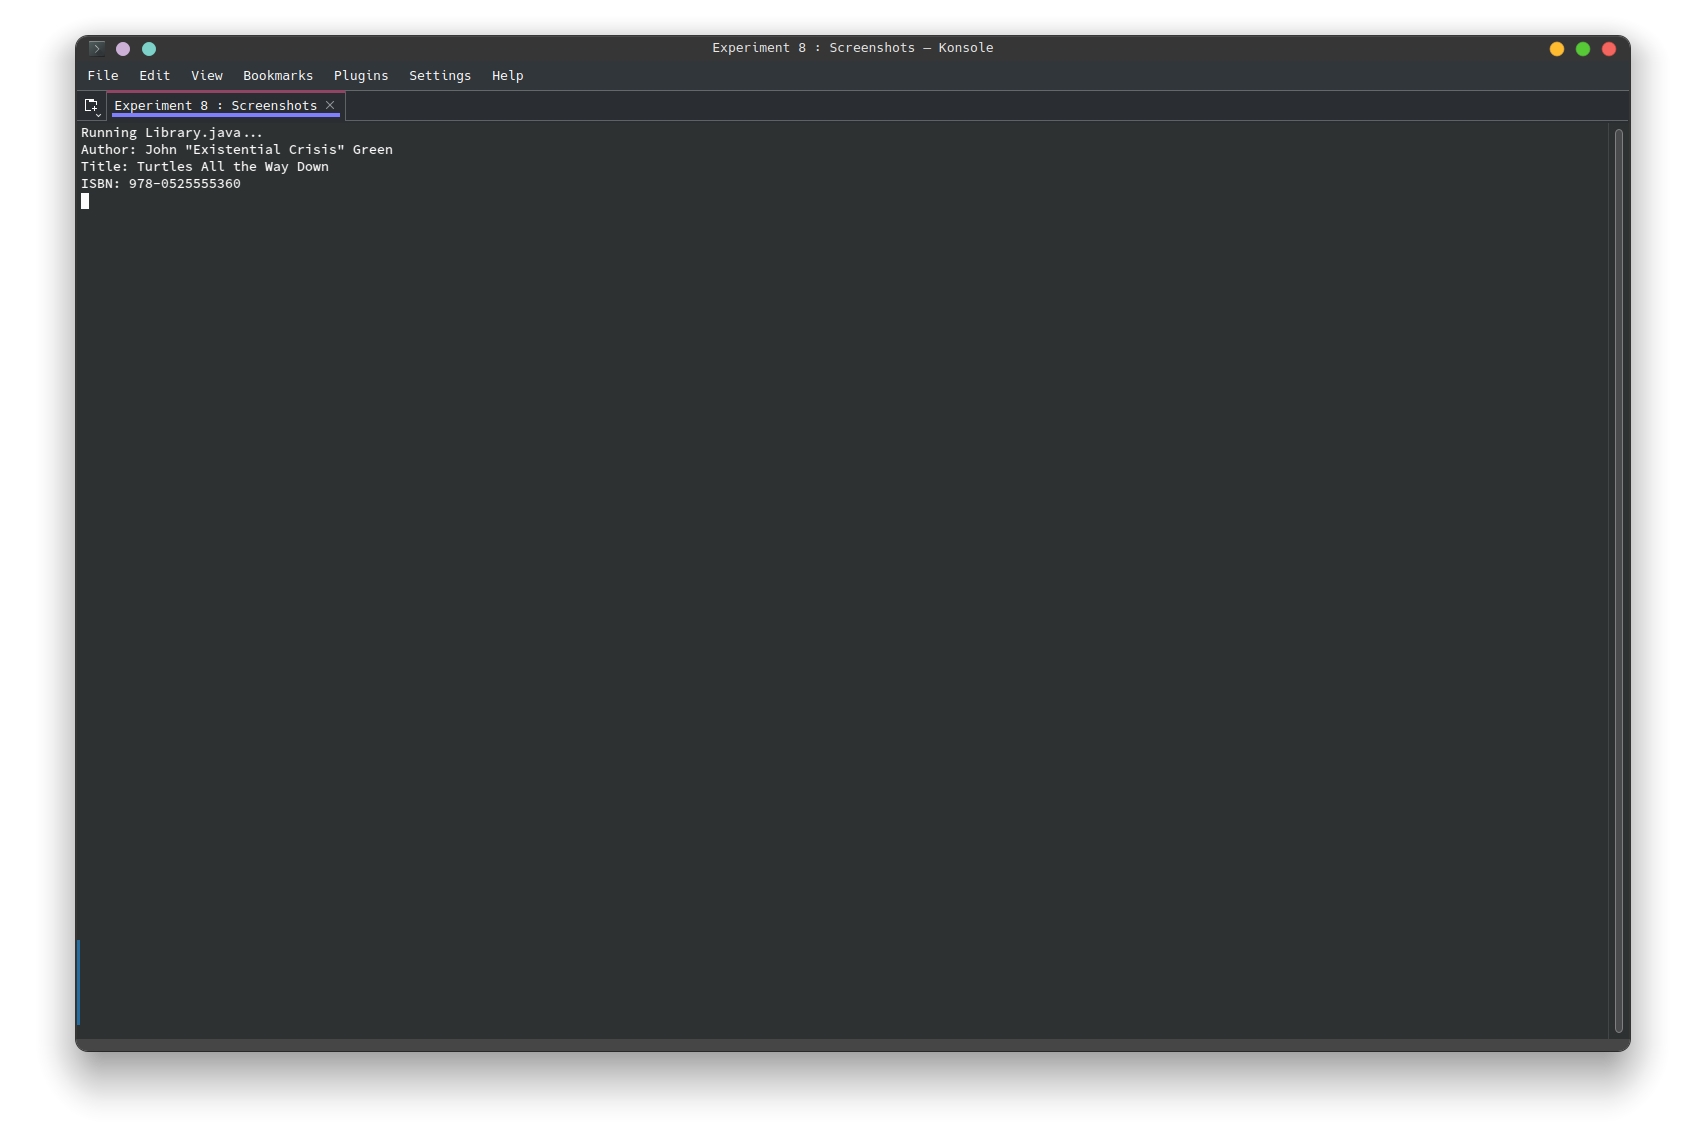 Experiment 8 : Screenshots — Konsole
File Edit View Bookmarks Plugins Settings Help
Experiment 8 : Screenshots
Running Library.java...
Author: John "Existential Crisis" Green
Title: Turtles All the Way Down
ISBN: 978-0525555360